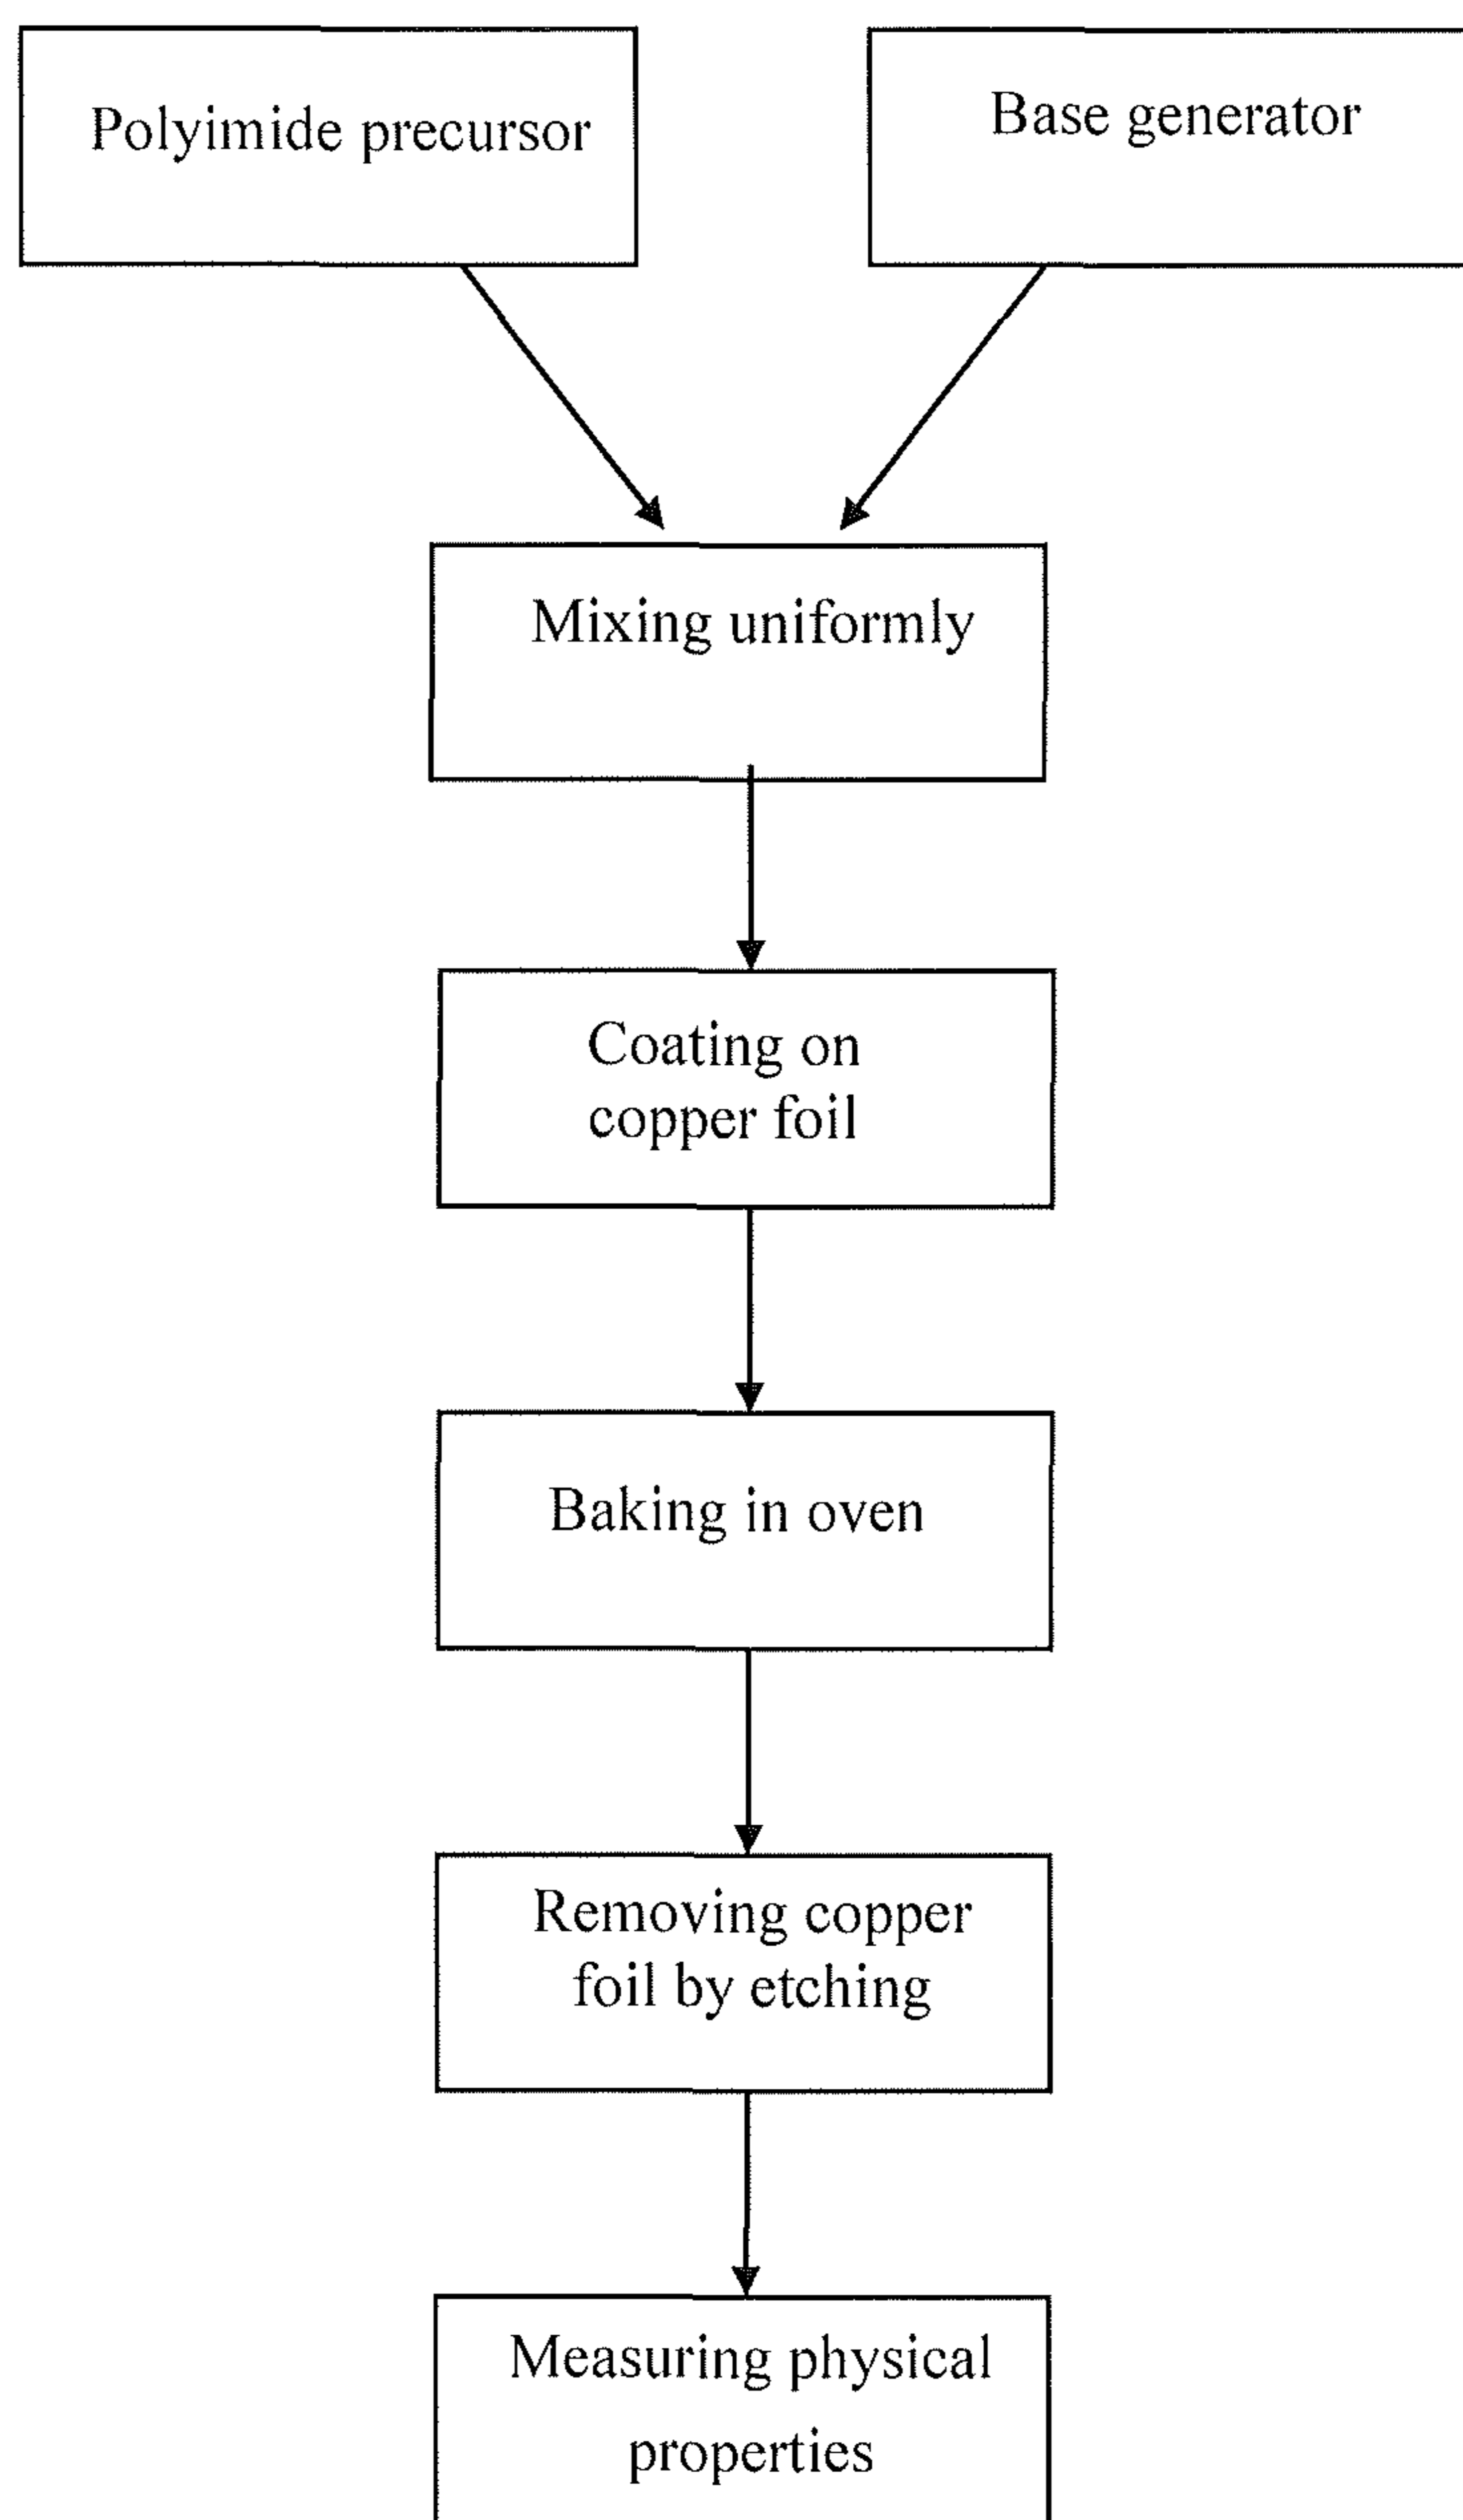 Polyimide precursor
Base generator
Mixing uniformly
Coating on
copper foil
Baking in oven
Removing copper
foil by etching
Measuring physical
properties